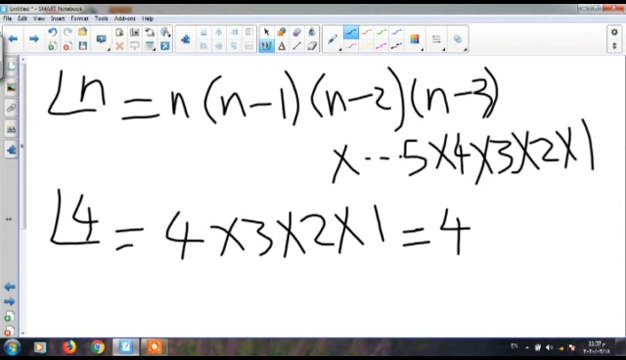 Untitled * - SMART Notebook
File Edit View Insert Format Tools Add-ons Help
∟n = n (n-1) (n-2) (n-3)
× --- 5×4×3×2×1
∟4 = 4×3×2×1 = 4
EN